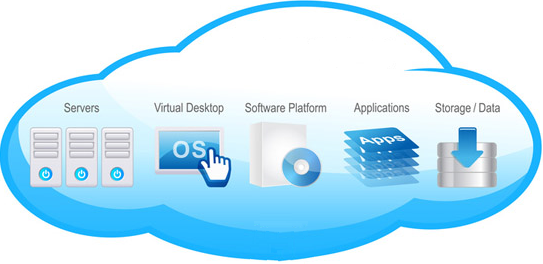 Servers
Virtual Desktop
Software Platform
Applications
Storage / Data
OS
Apps